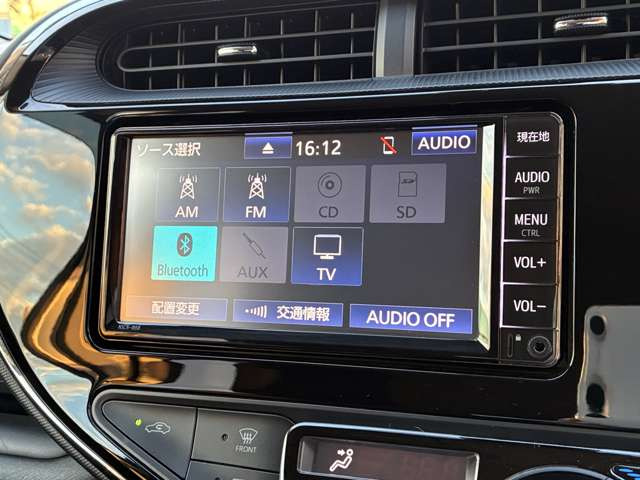 ソース選択 16:12 AUDIO
AM FM CD SD
Bluetooth AUX TV
配置変更 交通情報 AUDIO OFF
現在地
AUDIO
PWR
MENU
CTRL
VOL+
VOL-
FRONT